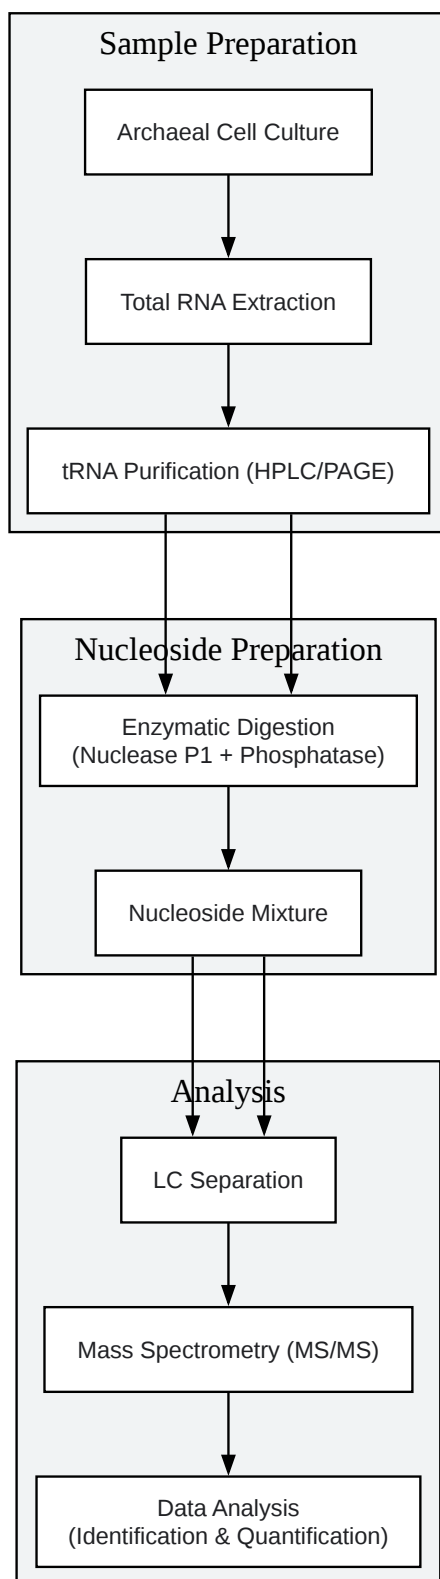 Sample Preparation
Archaeal Cell Culture
Total RNA Extraction
tRNA Purification (HPLC/PAGE)
Nucleoside Preparation
Enzymatic Digestion
(Nuclease P1 + Phosphatase)
Nucleoside Mixture
Analysis
LC Separation
Mass Spectrometry (MS/MS)
Data Analysis
(Identification & Quantification)